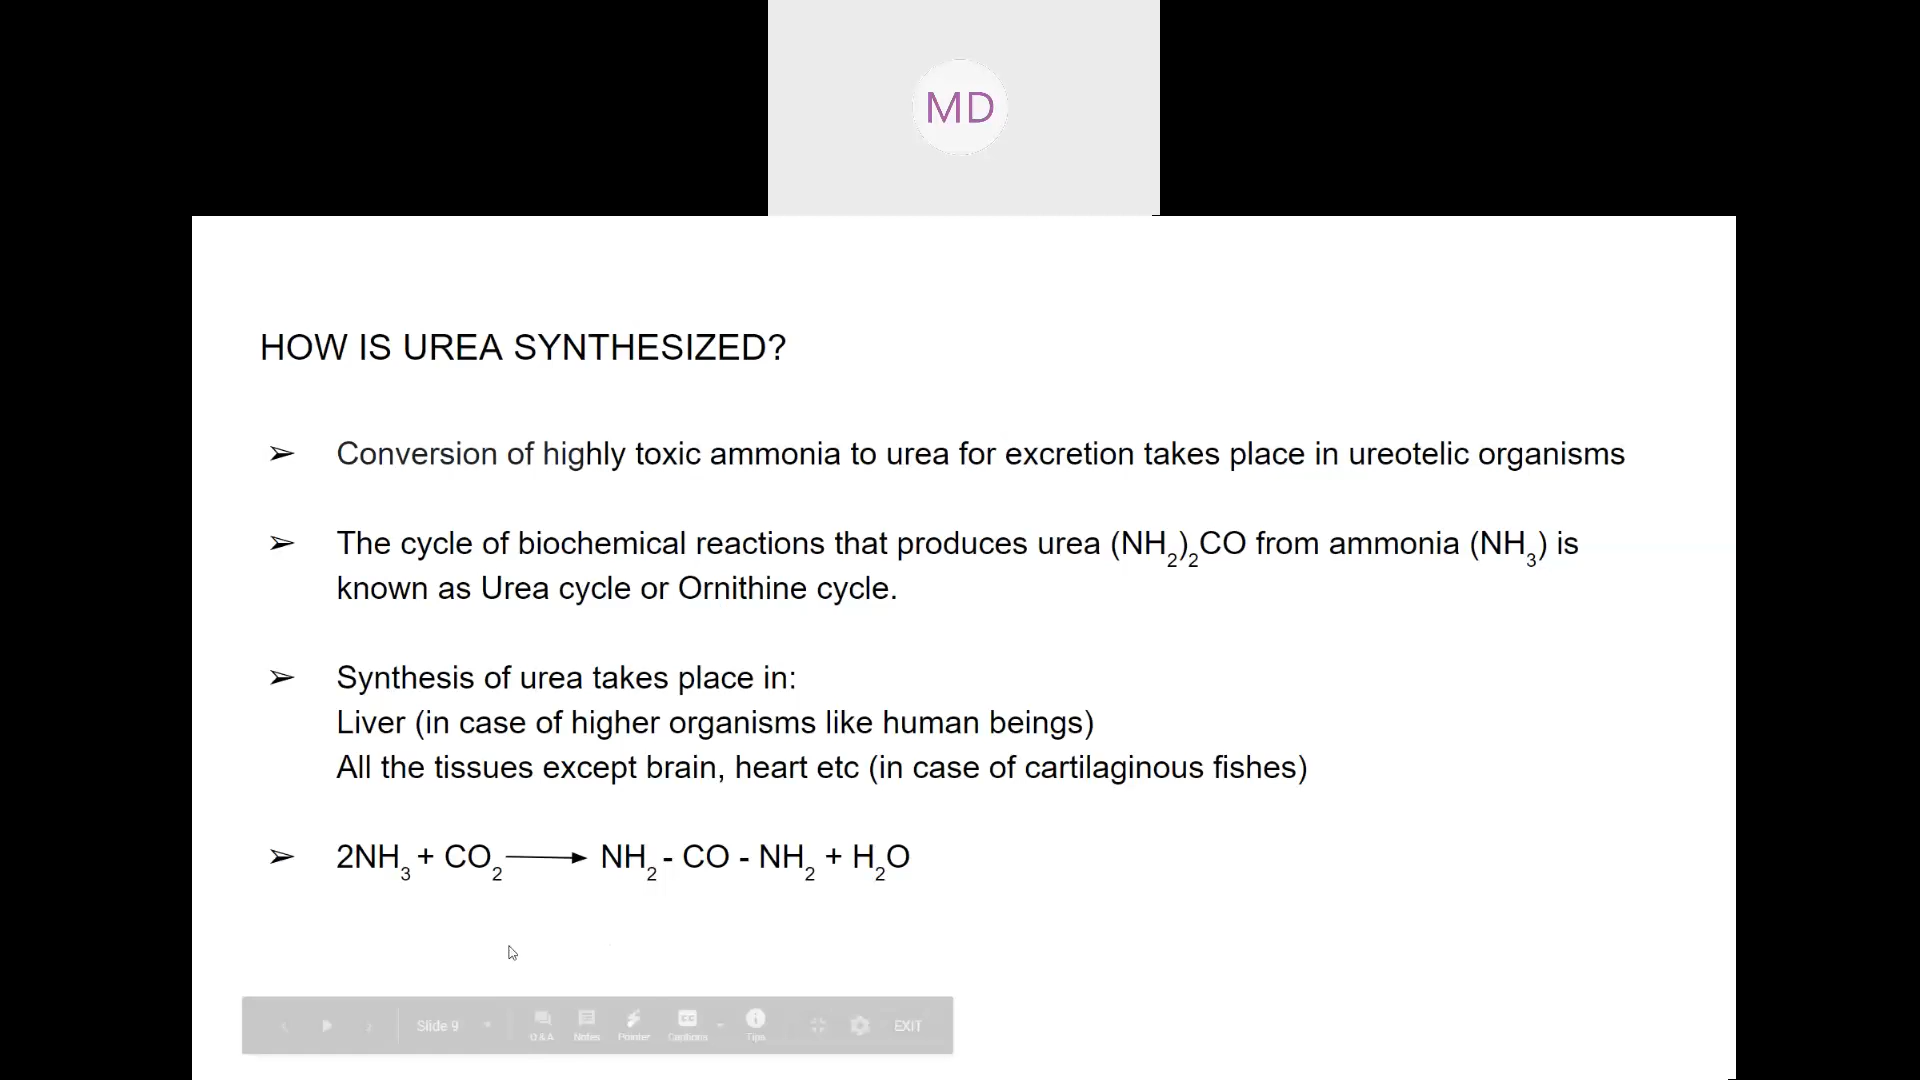 MD
HOW IS UREA SYNTHESIZED?
➢ Conversion of highly toxic ammonia to urea for excretion takes place in ureotelic organisms
➢ The cycle of biochemical reactions that produces urea (NH₂)₂CO from ammonia (NH₃) is
known as Urea cycle or Ornithine cycle.
➢ Synthesis of urea takes place in:
Liver (in case of higher organisms like human beings)
All the tissues except brain, heart etc (in case of cartilaginous fishes)
➢ 2NH₃ + CO₂ ⟶ NH₂ - CO - NH₂ + H₂O
Slide 9 Q&A Notes Pointer Captions Tips EXIT